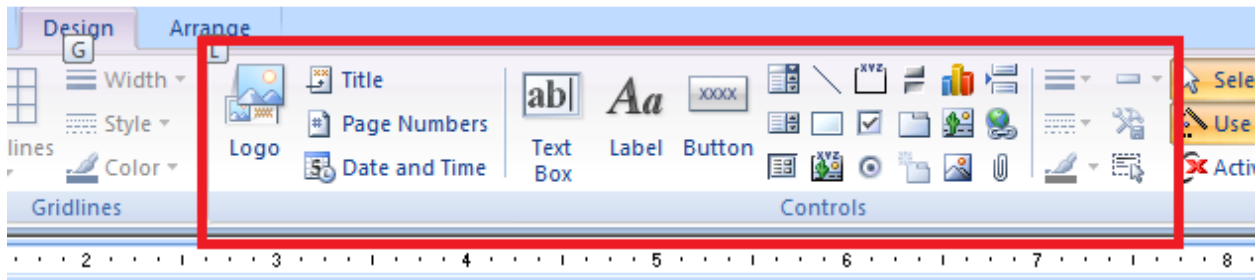 Design Arrange
G L
Width
Style
Color
lines
Gridlines
Logo
Title
Page Numbers
Date and Time
ab|
Text
Box
Aa
Label
XXXX
Button
XYZ
XYZ
Controls
Sele
Use
Activ
2 3 4 5 6 7 8